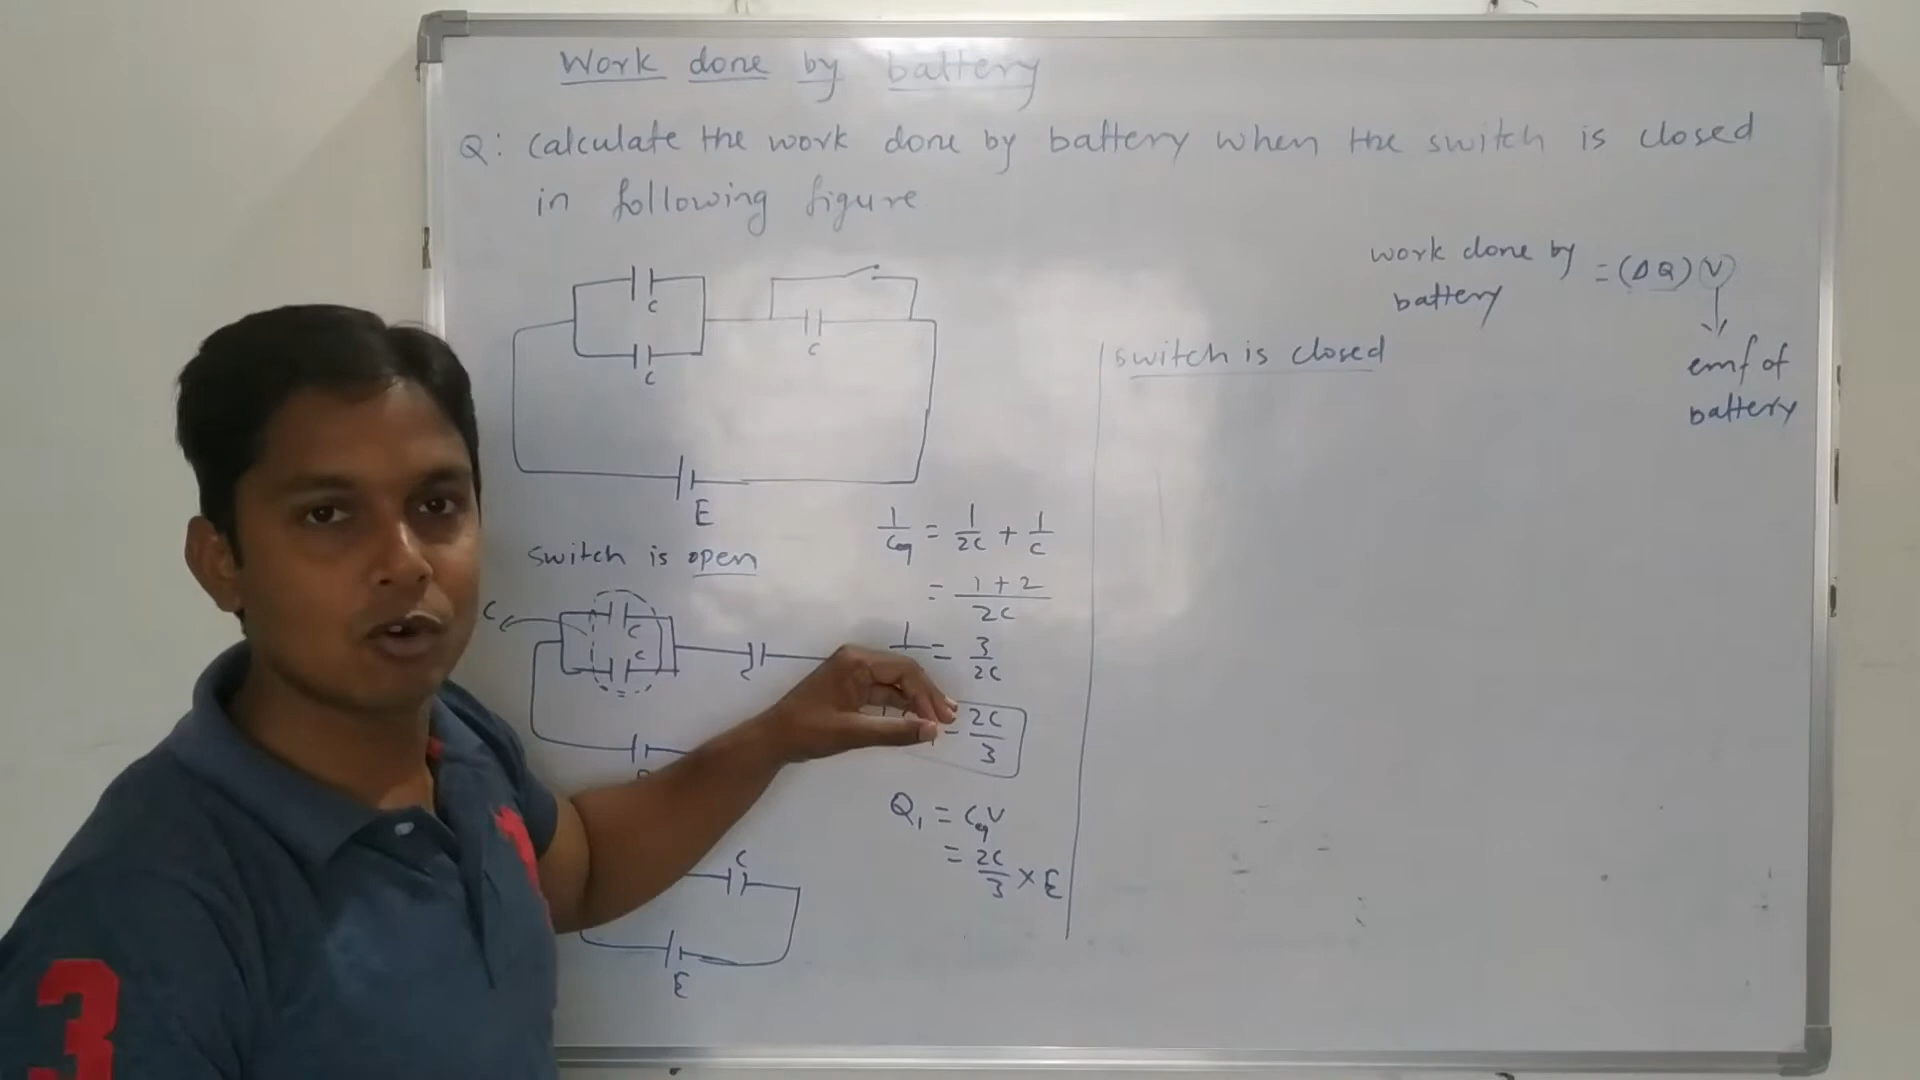 Work done by battery
Q: Calculate the work done by battery when the switch is closed
in following figure
C
C
C
E
work done by
battery
= (ΔQ) (V)
emf of
battery
switch is closed
switch is open
C
C
C
C
1/Ceq = 1/2C + 1/C
= 1+2/2C
1 = 3/2C
= 2C/3
Q₁ = CeqV
= 2C/3 × E
C
E
3